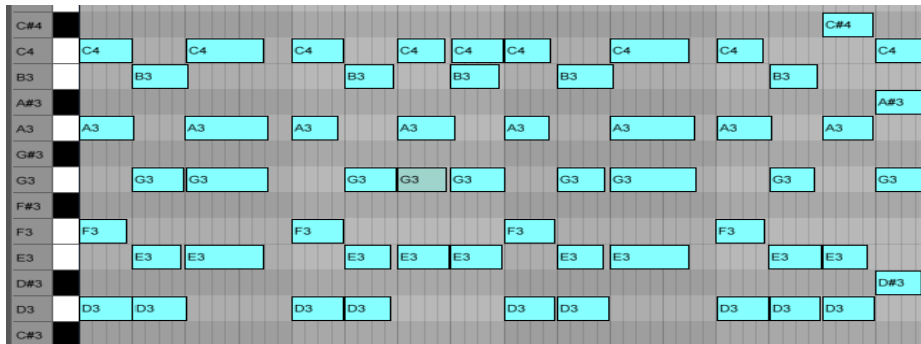 C#4 C#4
C4 C4 C4 C4 C4 C4 C4 C4 C4 C4
B3 B3 B3 B3 B3 B3
A#3 A#3
A3 A3 A3 A3 A3 A3 A3 A3 A3
G#3
G3 G3 G3 G3 G3 G3 G3 G3 G3 G3
F#3
F3 F3 F3 F3 F3
E3 E3 E3 E3 E3 E3 E3 E3 E3 E3
D#3 D#3
D3 D3 D3 D3 D3 D3 D3 D3 D3 D3
C#3